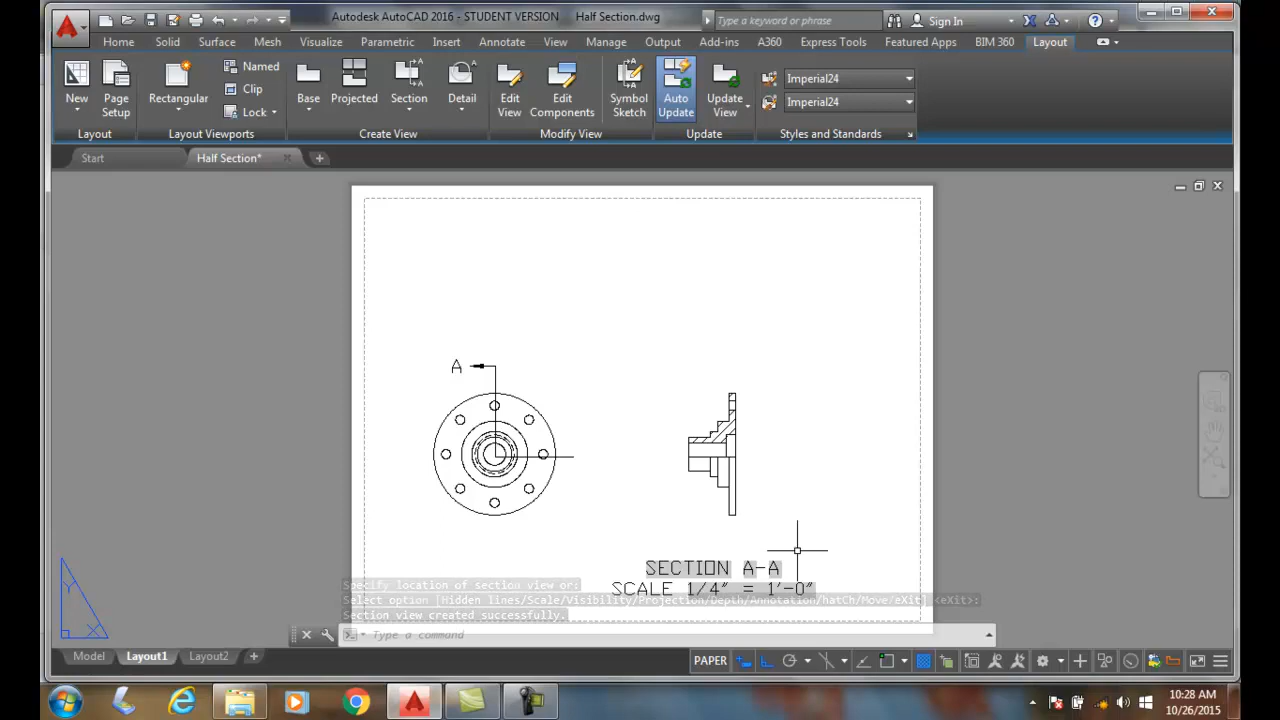 Autodesk AutoCAD 2016 - STUDENT VERSION Half Section.dwg Type a keyword or phrase Sign In
Home Solid Surface Mesh Visualize Parametric Insert Annotate View Manage Output Add-ins A360 Express Tools Featured Apps BIM 360 Layout
New
Page Setup
Rectangular
Named
Clip
Lock
Base
Projected
Section
Detail
Edit View
Edit Components
Symbol Sketch
Auto Update
Update View
Imperial24
Imperial24
Layout Layout Viewports Create View Modify View Update Styles and Standards
Start Half Section*
A
SECTION A-A
SCALE 1/4" = 1'-0"
Specify location of section view or:
Select option [Hidden lines/Scale/Visibility/Projection/Depth/Annotation/hatCh/Move/eXit] <eXit>:
Section view created successfully.
Type a command
Y
X
Model Layout1 Layout2 PAPER
10:28 AM
10/26/2015